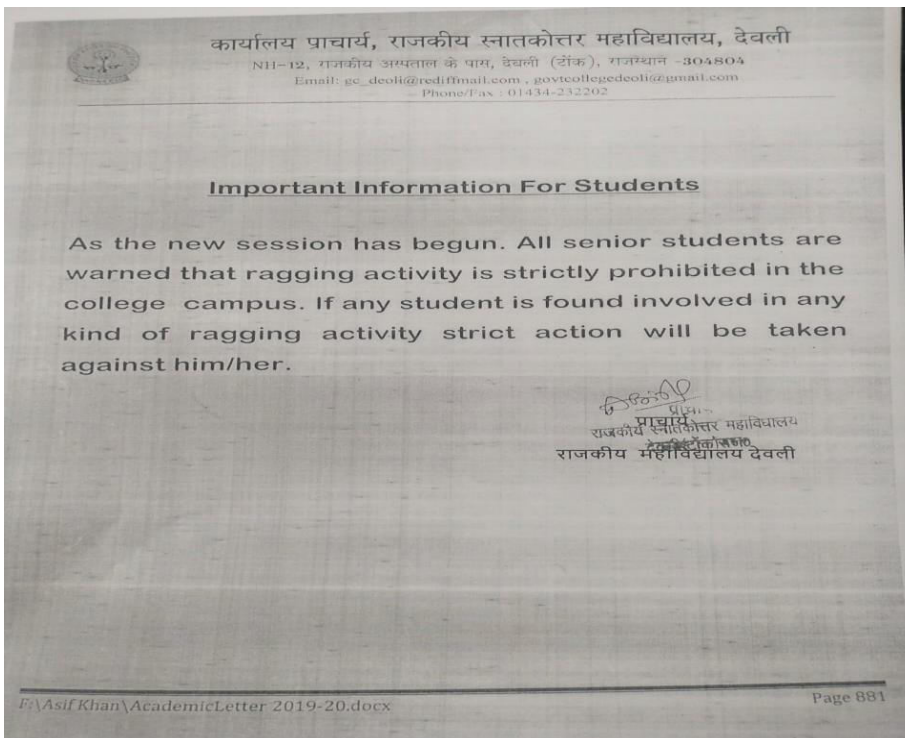 कार्यालय प्राचार्य, राजकीय स्नातकोत्तर महाविद्यालय, देवली
NH-12, राजकीय अस्पताल के पास, देवली (टोंक), राजस्थान -304804
Email: gc_deoli@rediffmail.com , govtcollegedeoli@gmail.com
Phone/Fax : 01434-232202
Important Information For Students
As the new session has begun. All senior students are
warned that ragging activity is strictly prohibited in the
college campus. If any student is found involved in any
kind of ragging activity strict action will be taken
against him/her.
प्राचार्य
राजकीय स्नातकोत्तर महाविद्यालय
राजकीय महाविद्यालय देवली
F:\Asif Khan\AcademicLetter 2019-20.docx
Page 881